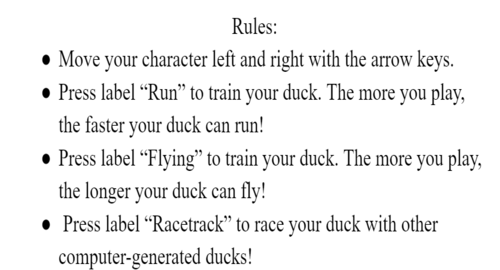 Rules:
● Move your character left and right with the arrow keys.
● Press label “Run” to train your duck. The more you play,
the faster your duck can run!
● Press label “Flying” to train your duck. The more you play,
the longer your duck can fly!
● Press label “Racetrack” to race your duck with other
computer-generated ducks!